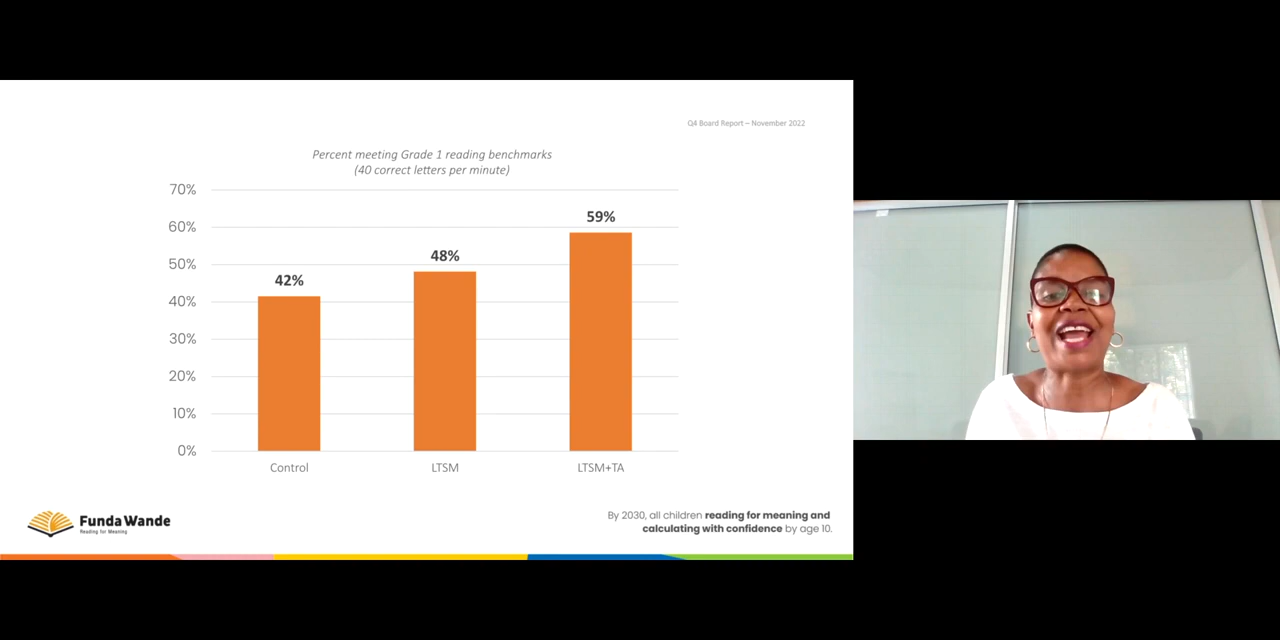 Q4 Board Report – November 2022
Percent meeting Grade 1 reading benchmarks
(40 correct letters per minute)
70%
60%
50%
40%
30%
20%
10%
0%
42%
48%
59%
Control
LTSM
LTSM+TA
Funda Wande
Reading for Meaning
By 2030, all children reading for meaning and
calculating with confidence by age 10.